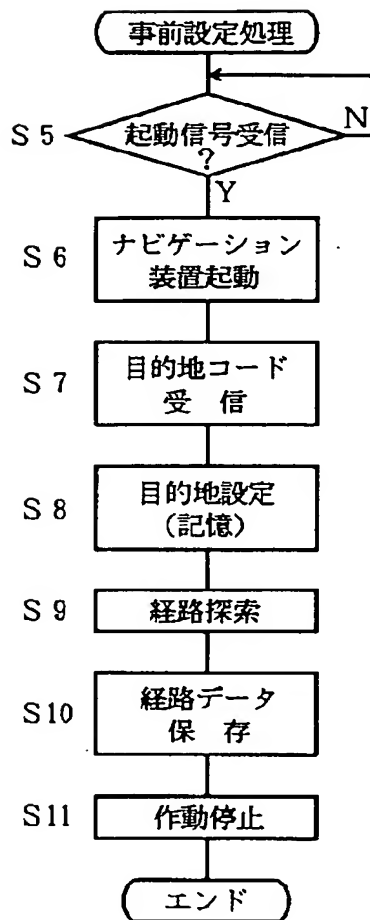 事前設定処理
S5
起動信号受信
?
N
Y
S6
ナビゲーション
装置起動
S7
目的地コード
受 信
S8
目的地設定
(記憶)
S9
経路探索
S10
経路データ
保 存
S11
作動停止
エンド